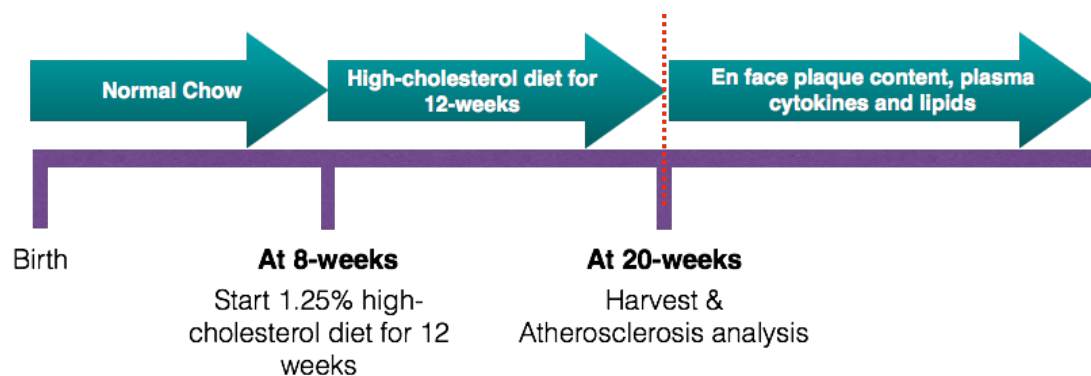 Normal Chow
High-cholesterol diet for
12-weeks
En face plaque content, plasma
cytokines and lipids
Birth
At 8-weeks
Start 1.25% high-
cholesterol diet for 12
weeks
At 20-weeks
Harvest &
Atherosclerosis analysis